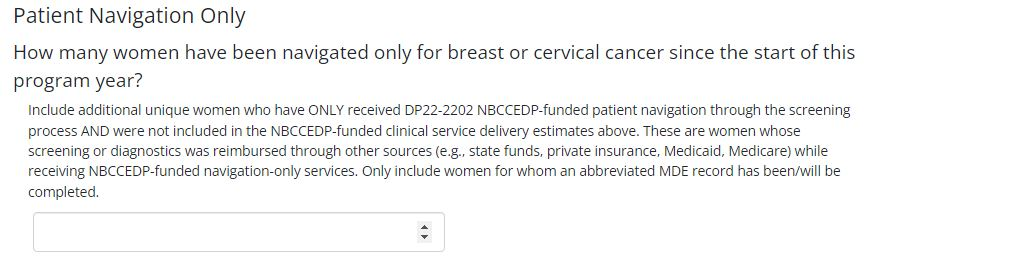 Patient Navigation Only
How many women have been navigated only for breast or cervical cancer since the start of this
program year?
Include additional unique women who have ONLY received DP22-2202 NBCCEDP-funded patient navigation through the screening
process AND were not included in the NBCCEDP-funded clinical service delivery estimates above. These are women whose
screening or diagnostics was reimbursed through other sources (e.g., state funds, private insurance, Medicaid, Medicare) while
receiving NBCCEDP-funded navigation-only services. Only include women for whom an abbreviated MDE record has been/will be
completed.